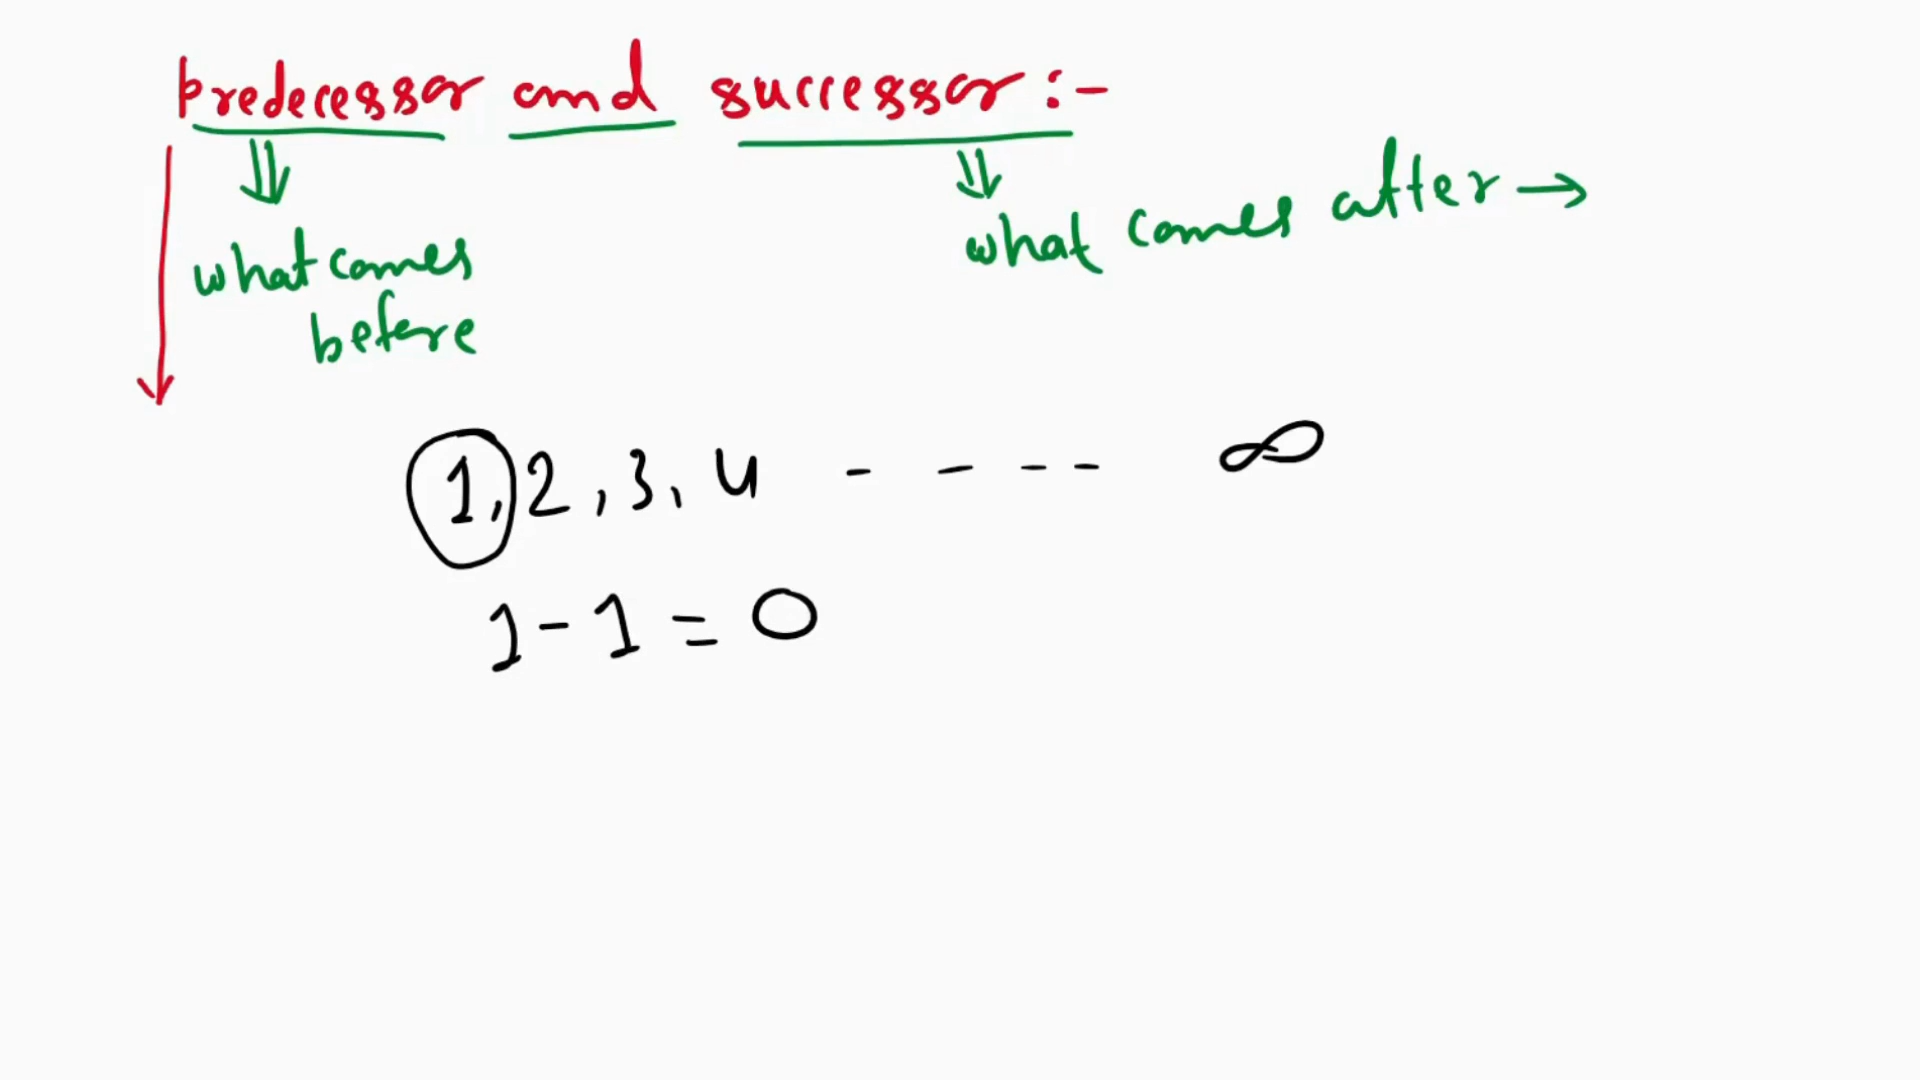 predecessor and successor :-
what comes before
what comes after →
1, 2, 3, 4 - - - - ∞
1 - 1 = 0